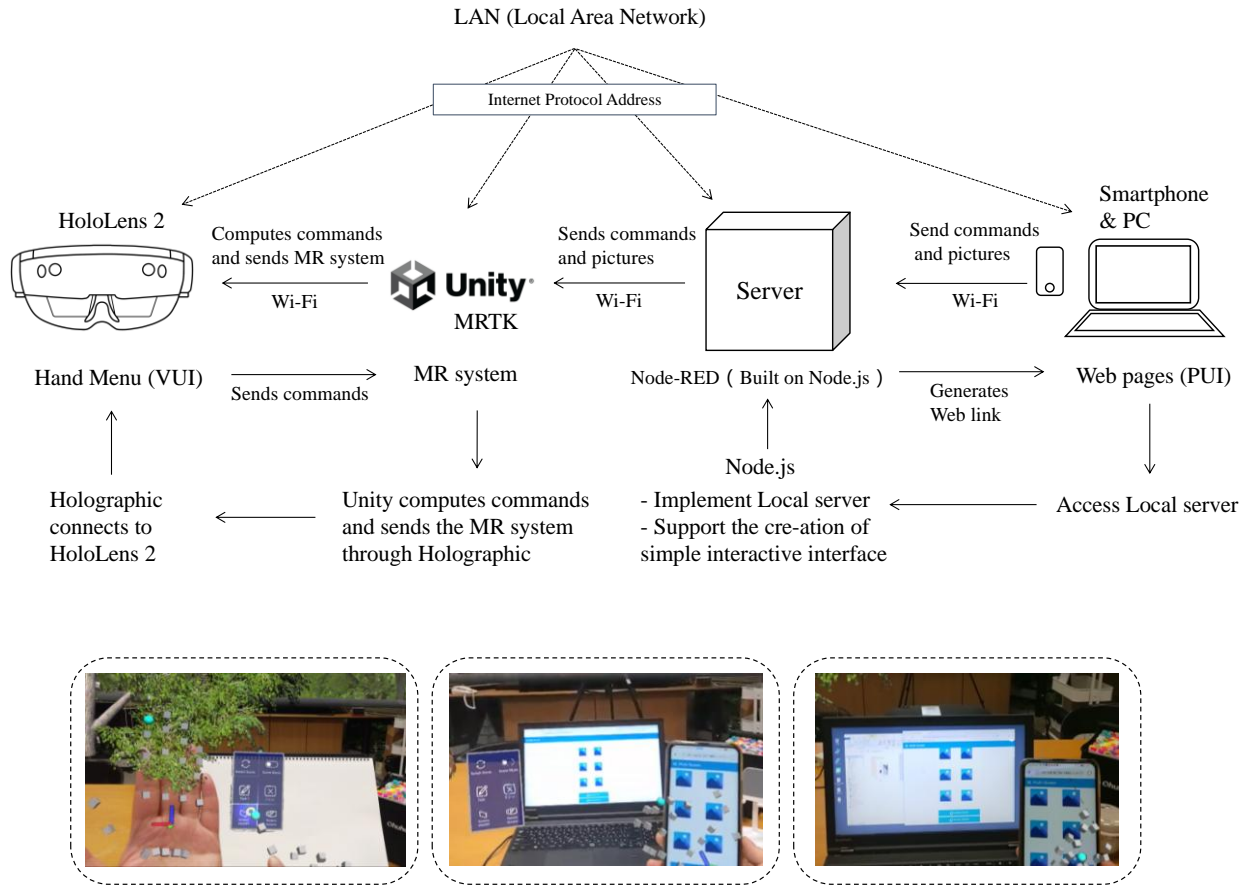 LAN (Local Area Network)
Internet Protocol Address
HoloLens 2
Computes commands
and sends MR system
Wi-Fi
Unity
MRTK
Sends commands
and pictures
Wi-Fi
Server
Send commands
and pictures
Wi-Fi
Smartphone
& PC
Hand Menu (VUI)
Sends commands
MR system
Node-RED ( Built on Node.js )
Generates
Web link
Web pages (PUI)
Holographic
connects to
HoloLens 2
Unity computes commands
and sends the MR system
through Holographic
Node.js
- Implement Local server
- Support the cre-ation of
simple interactive interface
Access Local server